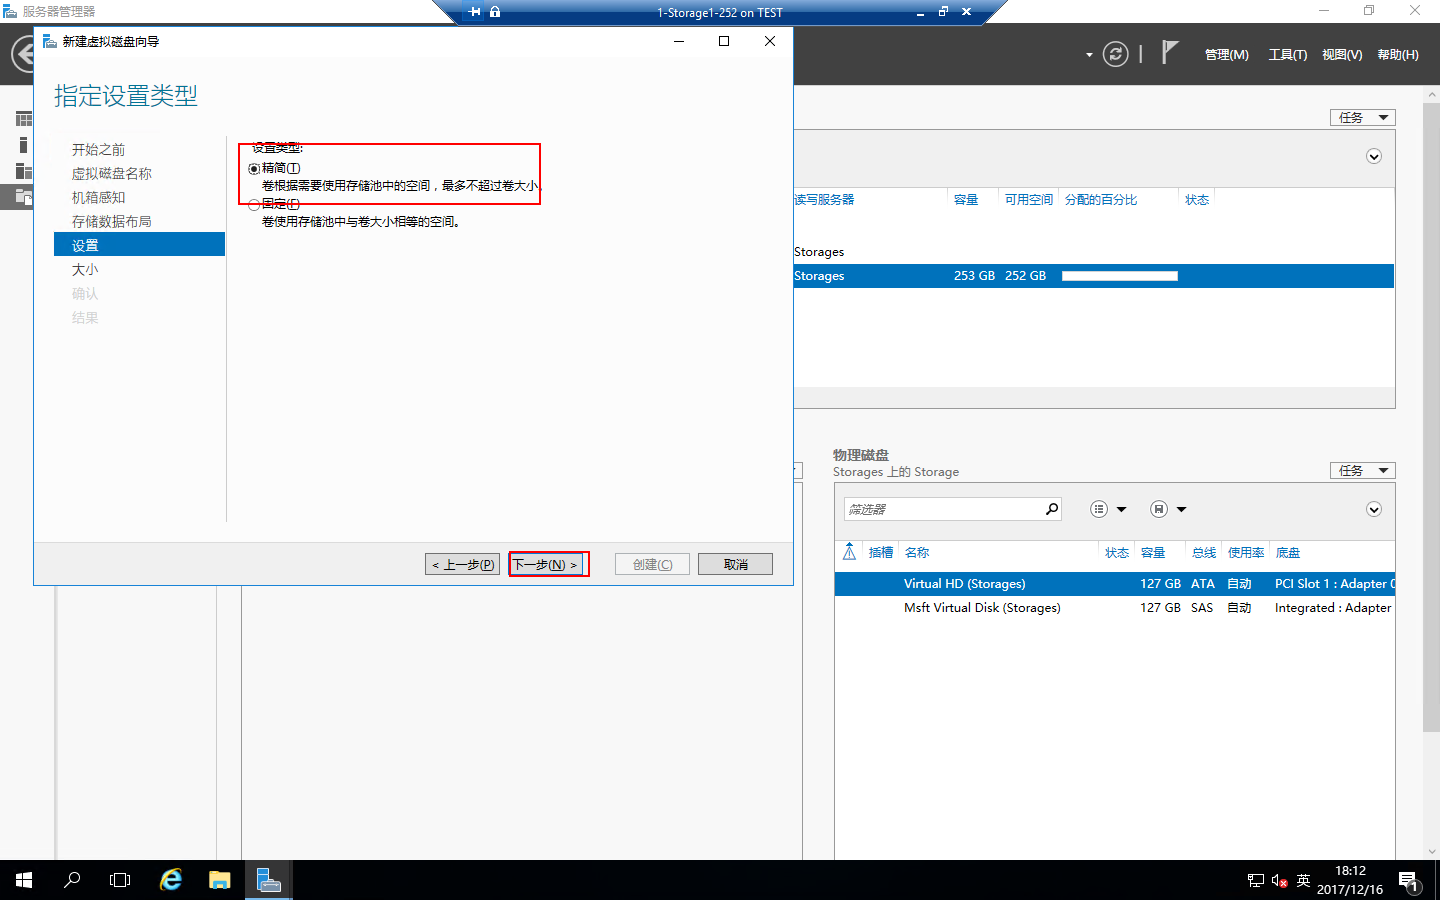 服务器管理器
1-Storage1-252 on TEST
管理(M) 工具(T) 视图(V) 帮助(H)
新建虚拟磁盘向导
指定设置类型
开始之前
虚拟磁盘名称
机箱感知
存储数据布局
设置
大小
确认
结果
设置类型:
精简(T)
卷根据需要使用存储池中的空间，最多不超过卷大小。
固定(F)
卷使用存储池中与卷大小相等的空间。
< 上一步(P) 下一步(N) > 创建(C) 取消
任务
读写服务器 容量 可用空间 分配的百分比 状态
Storages
Storages 253 GB 252 GB
物理磁盘
Storages 上的 Storage
任务
筛选器
插槽 名称 状态 容量 总线 使用率 底盘
Virtual HD (Storages) 127 GB ATA 自动 PCI Slot 1 : Adapter 0
Msft Virtual Disk (Storages) 127 GB SAS 自动 Integrated : Adapter
英
18:12
2017/12/16
1